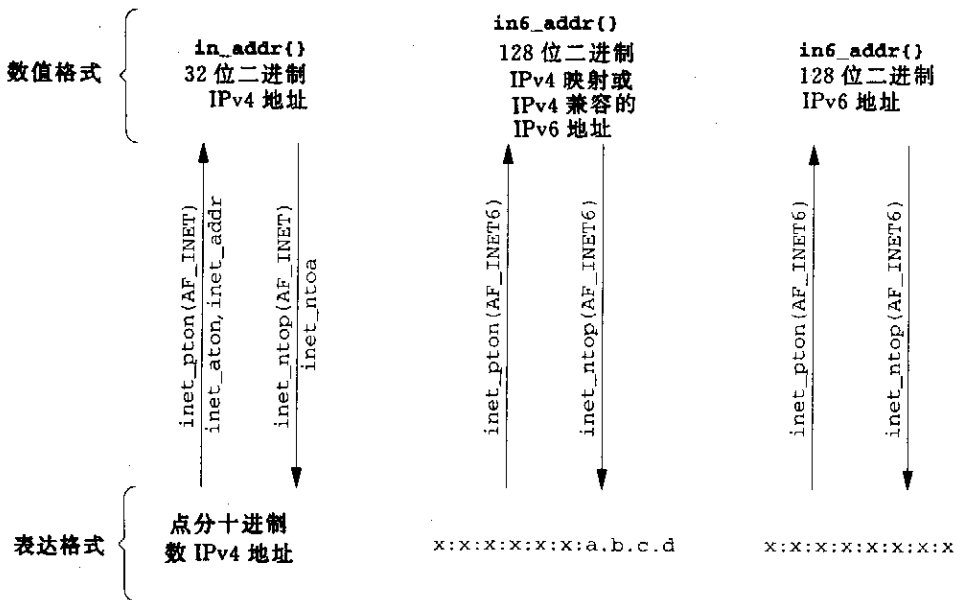 数值格式
in_addr{}
32 位二进制
IPv4 地址
in6_addr{}
128 位二进制
IPv4 映射或
IPv4 兼容的
IPv6 地址
in6_addr{}
128 位二进制
IPv6 地址
inet_pton(AF_INET)
inet_aton,inet_addr
inet_ntop(AF_INET)
inet_ntoa
inet_pton(AF_INET6)
inet_ntop(AF_INET6)
inet_pton(AF_INET6)
inet_ntop(AF_INET6)
表达格式
点分十进制
数 IPv4 地址
x:x:x:x:x:x:a.b.c.d
x:x:x:x:x:x:x:x